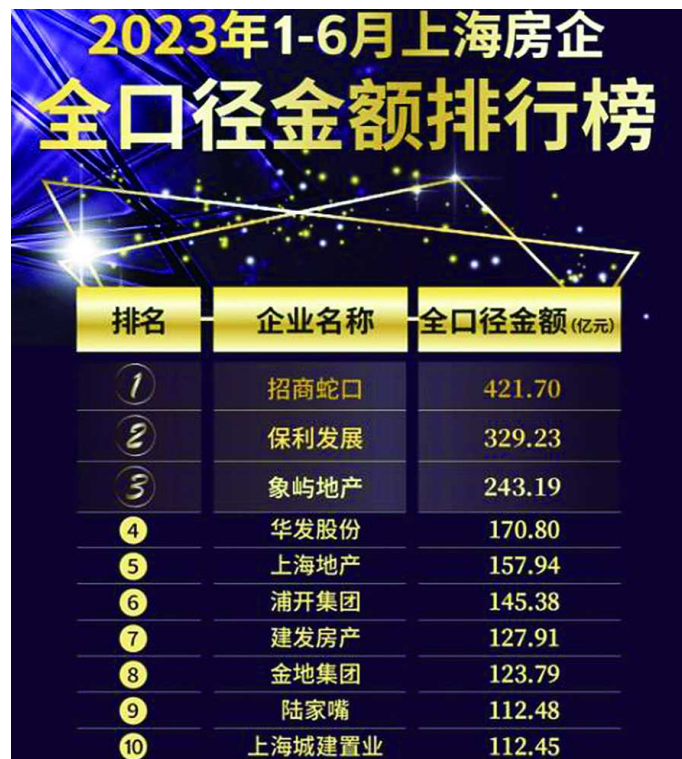 2023年1-6月上海房企
全口径金额排行榜
排名 企业名称 全口径金额(亿元)
1 招商蛇口 421.70
2 保利发展 329.23
3 象屿地产 243.19
4 华发股份 170.80
5 上海地产 157.94
6 浦开集团 145.38
7 建发房产 127.91
8 金地集团 123.79
9 陆家嘴 112.48
10 上海城建置业 112.45